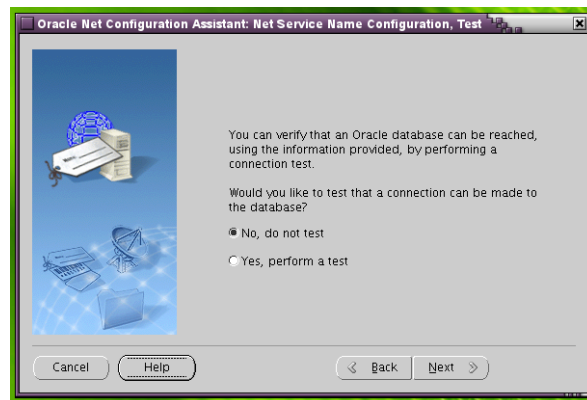 Oracle Net Configuration Assistant: Net Service Name Configuration, Test
You can verify that an Oracle database can be reached,
using the information provided, by performing a
connection test.
Would you like to test that a connection can be made to
the database?
No, do not test
Yes, perform a test
Cancel
Help
Back
Next